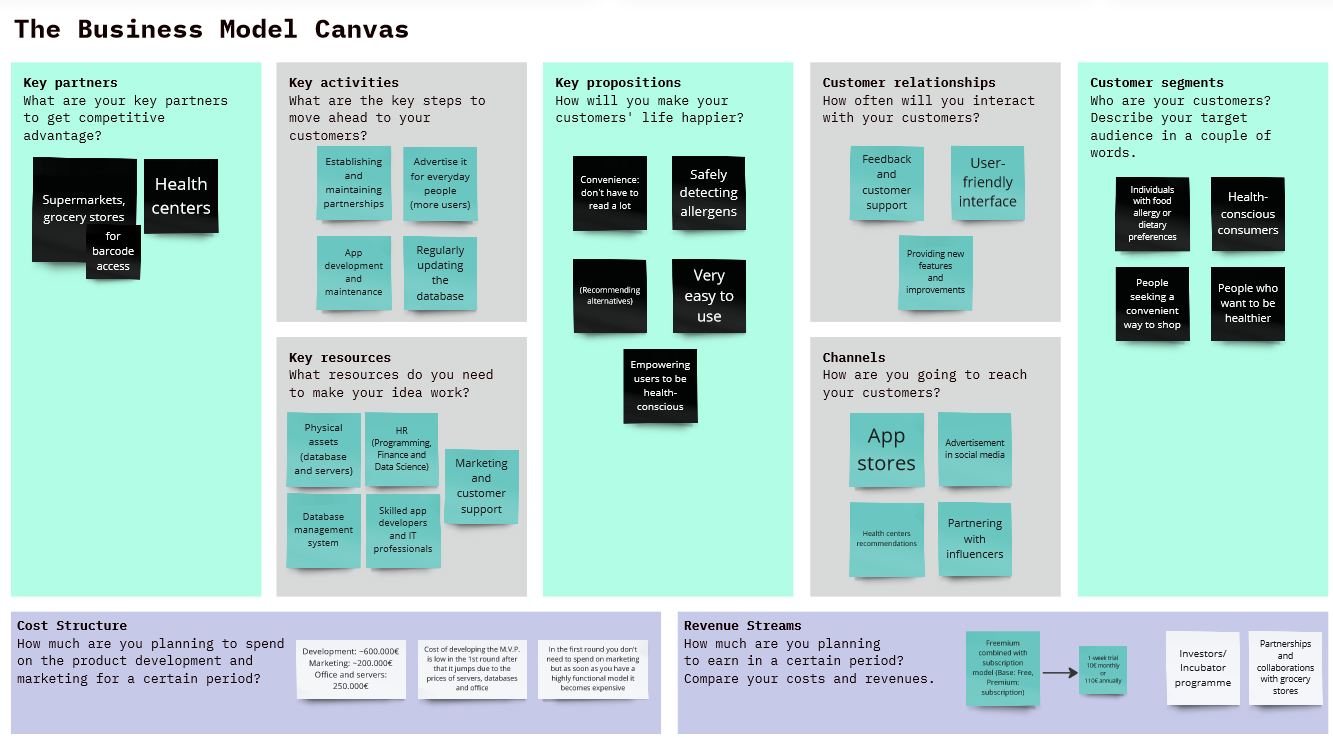 The Business Model Canvas
Key partners
What are your key partners
to get competitive
advantage?
Supermarkets,
grocery stores
for
barcode
access
Health
centers
Key activities
What are the key steps to
move ahead to your
customers?
Establishing
and
maintaining
partnerships
Advertise it
for everyday
people
(more users)
App
development
and
maintenance
Regularly
updating
the
database
Key resources
What resources do you need
to make your idea work?
Physical
assets
(database
and servers)
HR
(Programming,
Finance and
Data Science)
Marketing
and
customer
support
Database
management
system
Skilled app
developers
and IT
professionals
Key propositions
How will you make your
customers' life happier?
Convenience:
don't have to
read a lot
Safely
detecting
allergens
(Recommending
alternatives)
Very
easy to
use
Empowering
users to be
health-
conscious
Customer relationships
How often will you interact
with your customers?
Feedback
and
customer
support
User-
friendly
interface
Providing new
features
and
improvements
Channels
How are you going to reach
your customers?
App
stores
Advertisement
in social media
Health centers
recommendations
Partnering
with
influencers
Customer segments
Who are your customers?
Describe your target
audience in a couple of
words.
Individuals
with food
allergy or
dietary
preferences
Health-
conscious
consumers
People
seeking a
convenient
way to shop
People who
want to be
healthier
Cost Structure
How much are you planning to spend
on the product development and
marketing for a certain period?
Development: ~600.000€
Marketing: ~200.000€
Office and servers:
250.000€
Cost of developing the M.V.P.
is low in the 1st round after
that it jumps due to the
prices of servers, databases
and office
In the first round you don't
need to spend on marketing
but as soon as you have a
highly functional model it
becomes expensive
Revenue Streams
How much are you planning
to earn in a certain period?
Compare your costs and revenues.
Freemium
combined with
subscription
model (Base: Free,
Premium:
subscription)
1 week trial
10€ monthly
or
110€ annually
Investors/
Incubator
programme
Partnerships
and
collaborations
with grocery
stores